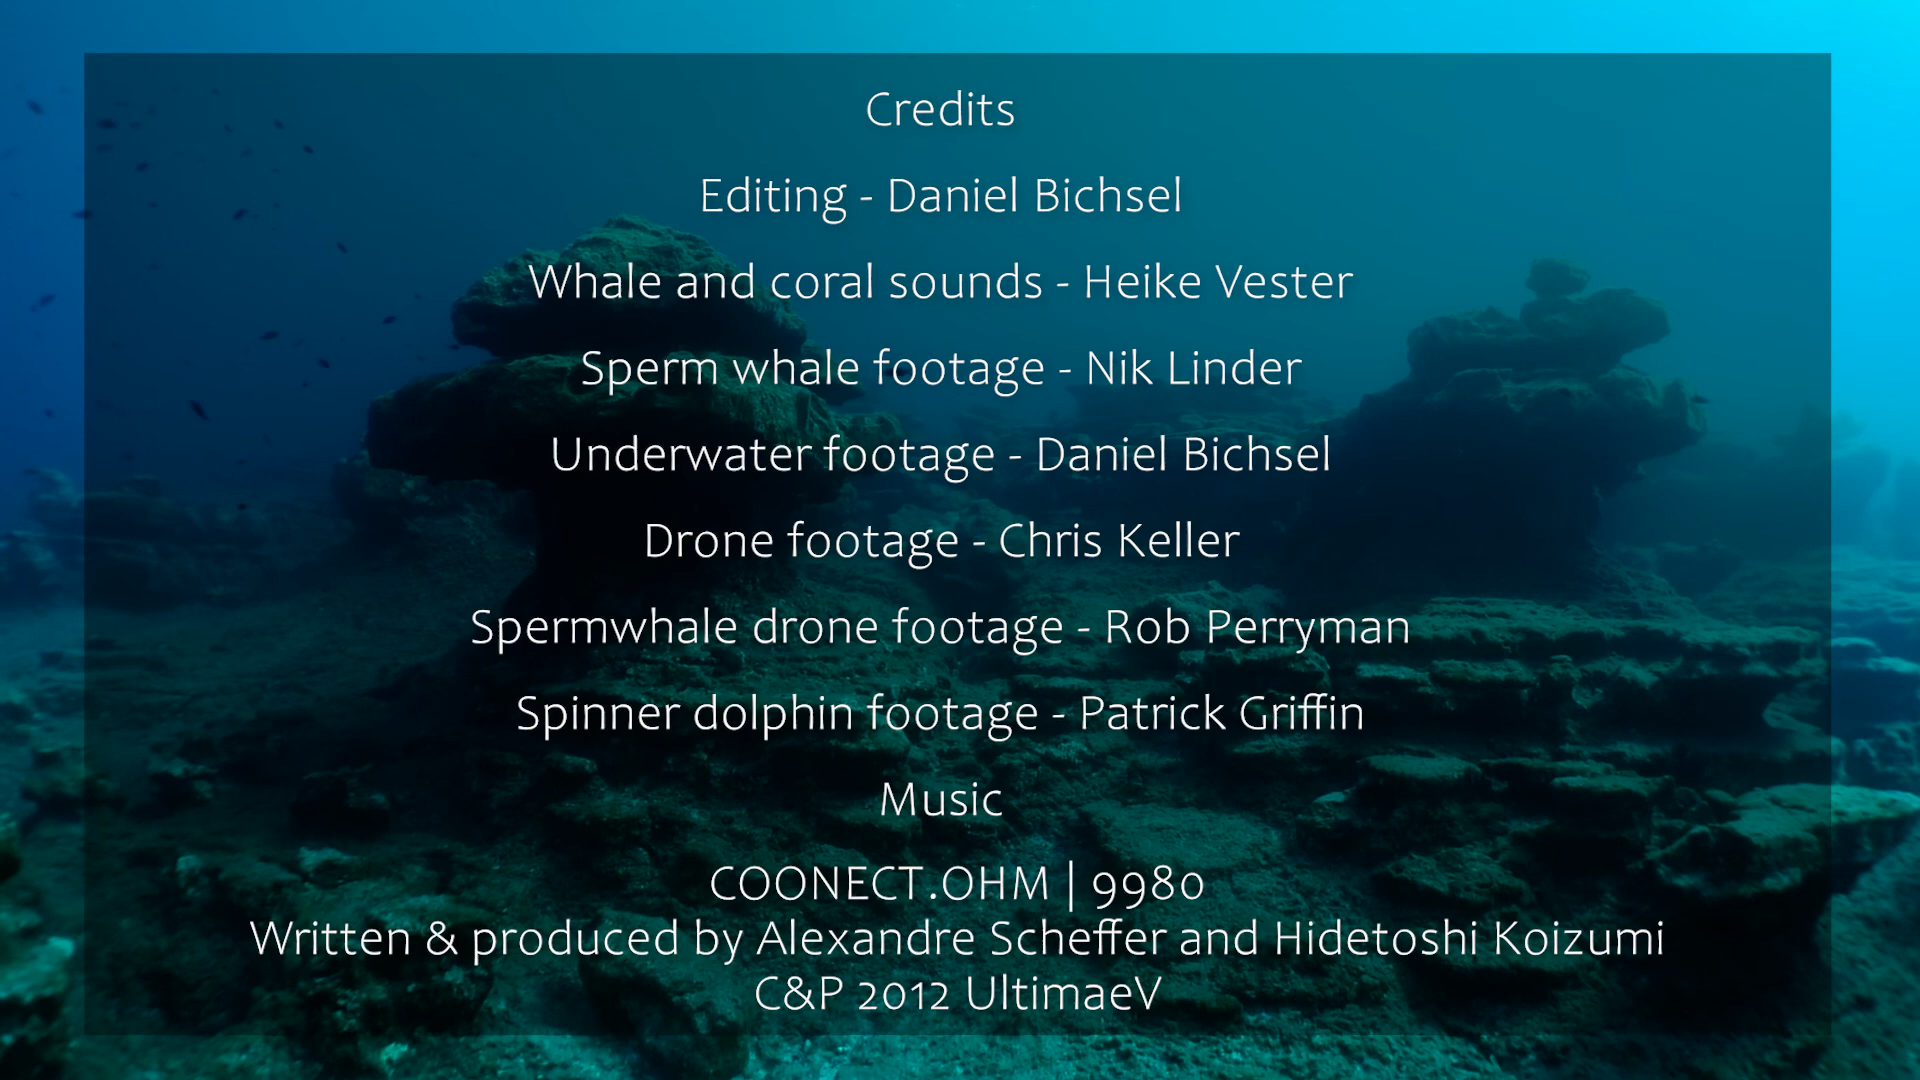 Credits
Editing - Daniel Bichsel
Whale and coral sounds - Heike Vester
Sperm whale footage - Nik Linder
Underwater footage - Daniel Bichsel
Drone footage - Chris Keller
Spermwhale drone footage - Rob Perryman
Spinner dolphin footage - Patrick Griffin
Music
COONECT.OHM | 9980
Written & produced by Alexandre Scheffer and Hidetoshi Koizumi
C&P 2012 UltimaeV